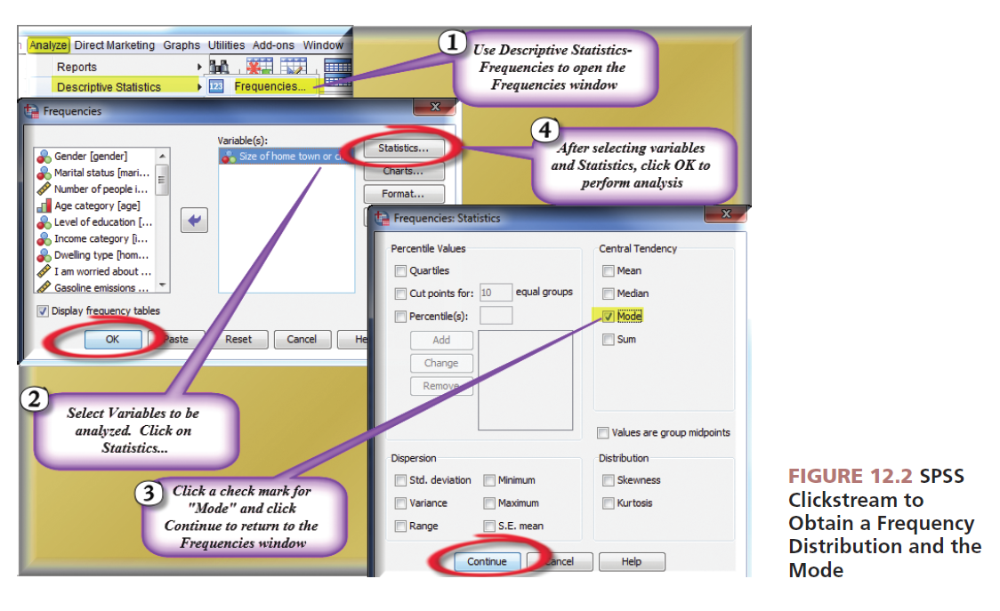 Analyze Direct Marketing Graphs Utilities Add-ons Window
Reports
Descriptive Statistics
123 Frequencies...
1
Use Descriptive Statistics-
Frequencies to open the
Frequencies window
Frequencies
Variable(s):
Gender [gender]
Marital status [mari...
Number of people i...
Age category [age]
Level of education [...
Income category [i...
Dwelling type [hom...
I am worried about ...
Gasoline emissions ...
Size of home town or c
Statistics...
Charts...
Format...
Display frequency tables
OK Paste Reset Cancel He
4
After selecting variables
and Statistics, click OK to
perform analysis
2
Select Variables to be
analyzed. Click on
Statistics...
3
Click a check mark for
"Mode" and click
Continue to return to the
Frequencies window
Frequencies: Statistics
Percentile Values
Quartiles
Cut points for: 10 equal groups
Percentile(s):
Add
Change
Remove
Central Tendency
Mean
Median
Mode
Sum
Values are group midpoints
Dispersion
Std. deviation Minimum
Variance Maximum
Range S.E. mean
Distribution
Skewness
Kurtosis
Continue Cancel Help
FIGURE 12.2 SPSS
Clickstream to
Obtain a Frequency
Distribution and the
Mode